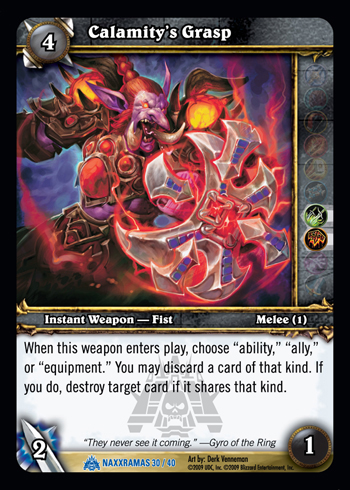 4
Calamity's Grasp
Instant Weapon — Fist
Melee (1)
When this weapon enters play, choose “ability,” “ally,”
or “equipment.” You may discard a card of that kind. If
you do, destroy target card if it shares that kind.
2
“They never see it coming.” —Gyro of the Ring
1
NAXXRAMAS 30 / 40
Art by: Derk Venneman
©2009 UDC, Inc. ©2009 Blizzard Entertainment, Inc.